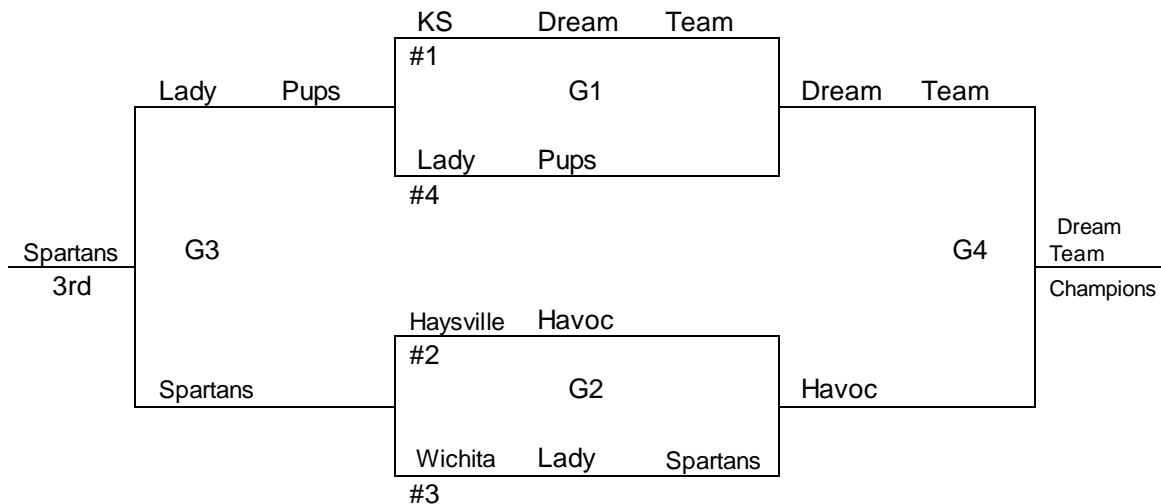 KS Dream Team
#1
Lady Pups G1 Dream Team
Lady Pups
#4
Spartans G3 G4 Dream Team
3rd Champions
Haysville Havoc
#2
Spartans G2 Havoc
Wichita Lady Spartans
#3